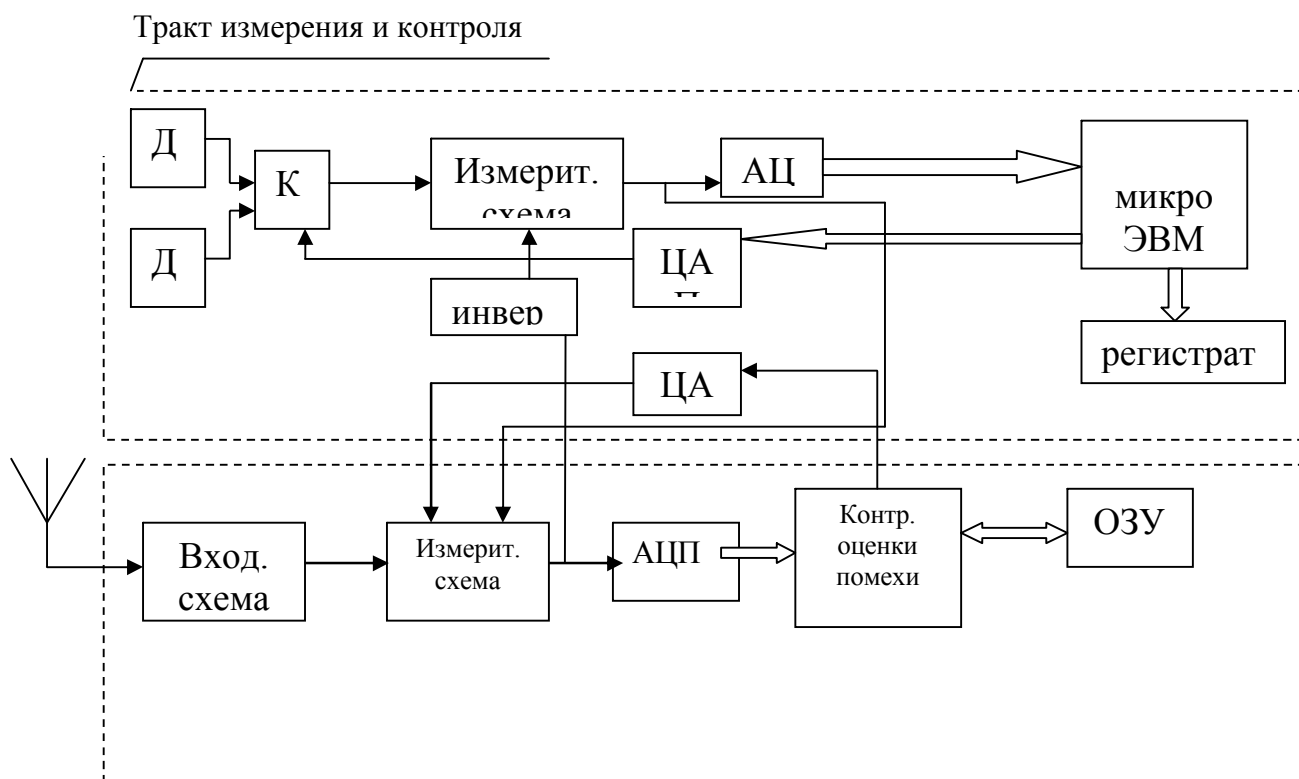 Тракт измерения и контроля
Д
К
Измерит.
схема
АЦ
микро
ЭВМ
Д
ЦА
П
инвер
регистрат
ЦА
Вход.
схема
Измерит.
схема
АЦП
Контр.
оценки
помехи
ОЗУ